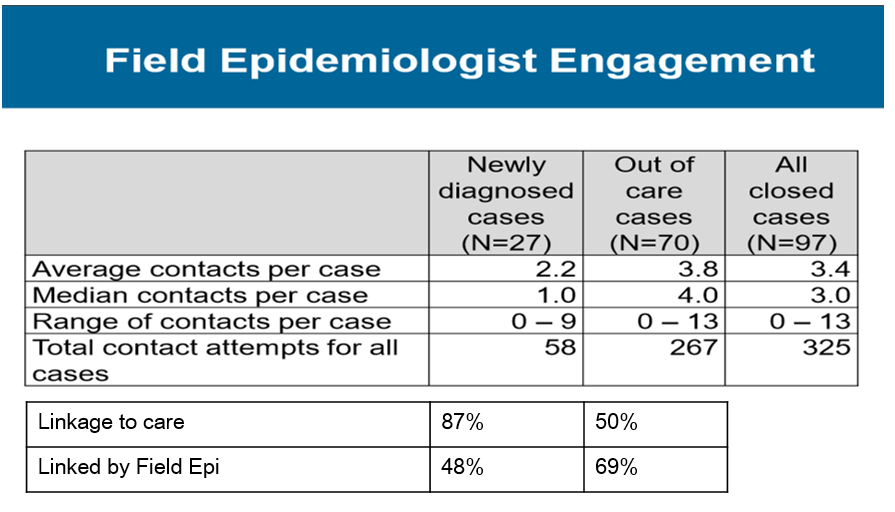 Field Epidemiologist Engagement
Newly diagnosed cases (N=27) Out of care cases (N=70) All closed cases (N=97)
Average contacts per case 2.2 3.8 3.4
Median contacts per case 1.0 4.0 3.0
Range of contacts per case 0 – 9 0 – 13 0 – 13
Total contact attempts for all cases 58 267 325
Linkage to care 87% 50%
Linked by Field Epi 48% 69%